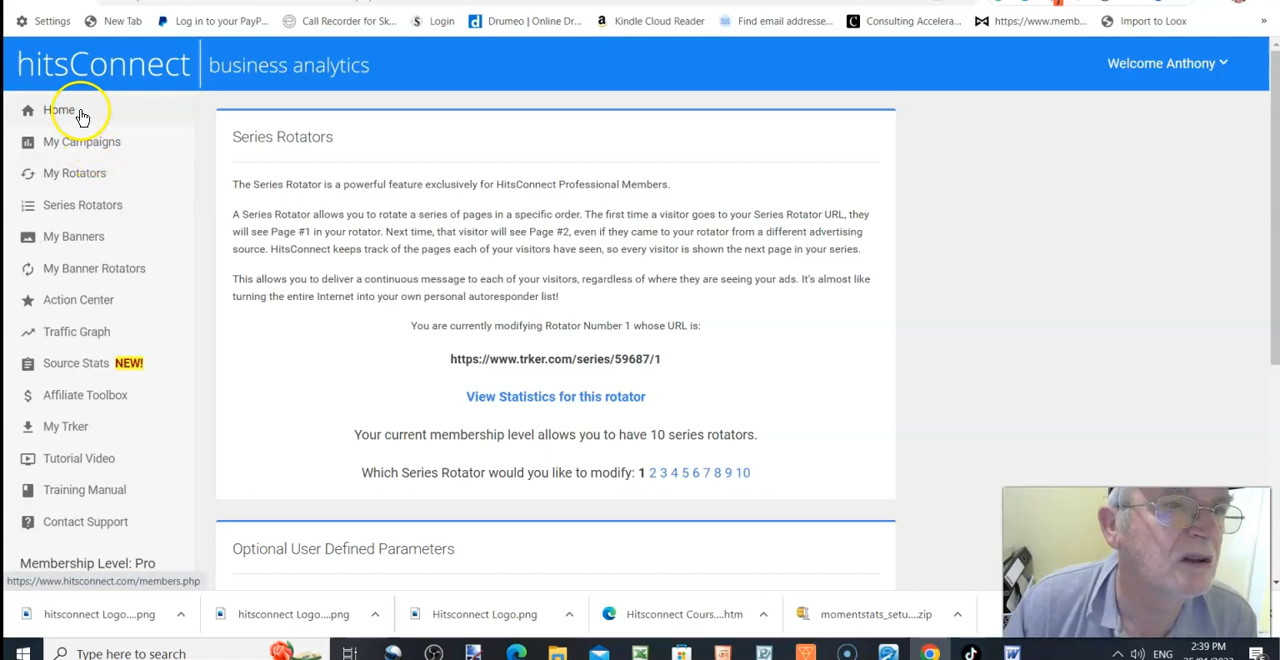 Settings
New Tab
Log in to your PayP...
Call Recorder for Sk...
Login
Drumeo | Online Dr...
Kindle Cloud Reader
Find email addresse...
Consulting Accelera...
https://www.memb...
Import to Loox
»
hitsConnect business analytics
Welcome Anthony
Home
My Campaigns
My Rotators
Series Rotators
My Banners
My Banner Rotators
Action Center
Traffic Graph
Source Stats NEW!
Affiliate Toolbox
My Trker
Tutorial Video
Training Manual
Contact Support
Membership Level: Pro
https://www.hitsconnect.com/members.php
Series Rotators
The Series Rotator is a powerful feature exclusively for HitsConnect Professional Members.
A Series Rotator allows you to rotate a series of pages in a specific order. The first time a visitor goes to your Series Rotator URL, they
will see Page #1 in your rotator. Next time, that visitor will see Page #2, even if they came to your rotator from a different advertising
source. HitsConnect keeps track of the pages each of your visitors have seen, so every visitor is shown the next page in your series.
This allows you to deliver a continuous message to each of your visitors, regardless of where they are seeing your ads. It's almost like
turning the entire Internet into your own personal autoresponder list!
You are currently modifying Rotator Number 1 whose URL is:
https://www.trker.com/series/59687/1
View Statistics for this rotator
Your current membership level allows you to have 10 series rotators.
Which Series Rotator would you like to modify: 1 2 3 4 5 6 7 8 9 10
Optional User Defined Parameters
hitsconnect Logo....png
hitsconnect Logo....png
Hitsconnect Logo.png
Hitsconnect Cours....htm
momentstats_setu....zip
Type here to search
ENG
2:39 PM